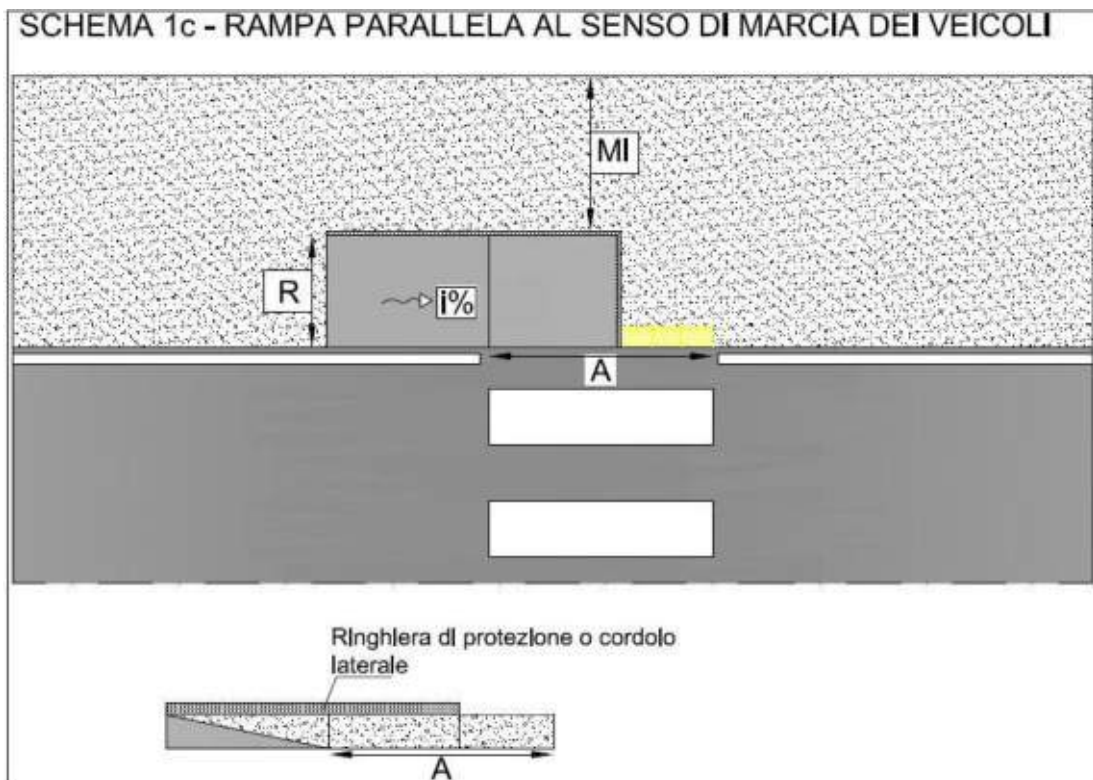 SCHEMA 1c - RAMPA PARALLELA AL SENSO DI MARCIA DEI VEICOLI
MI
R
i%
A
Ringhiera di protezione o cordolo
laterale
A